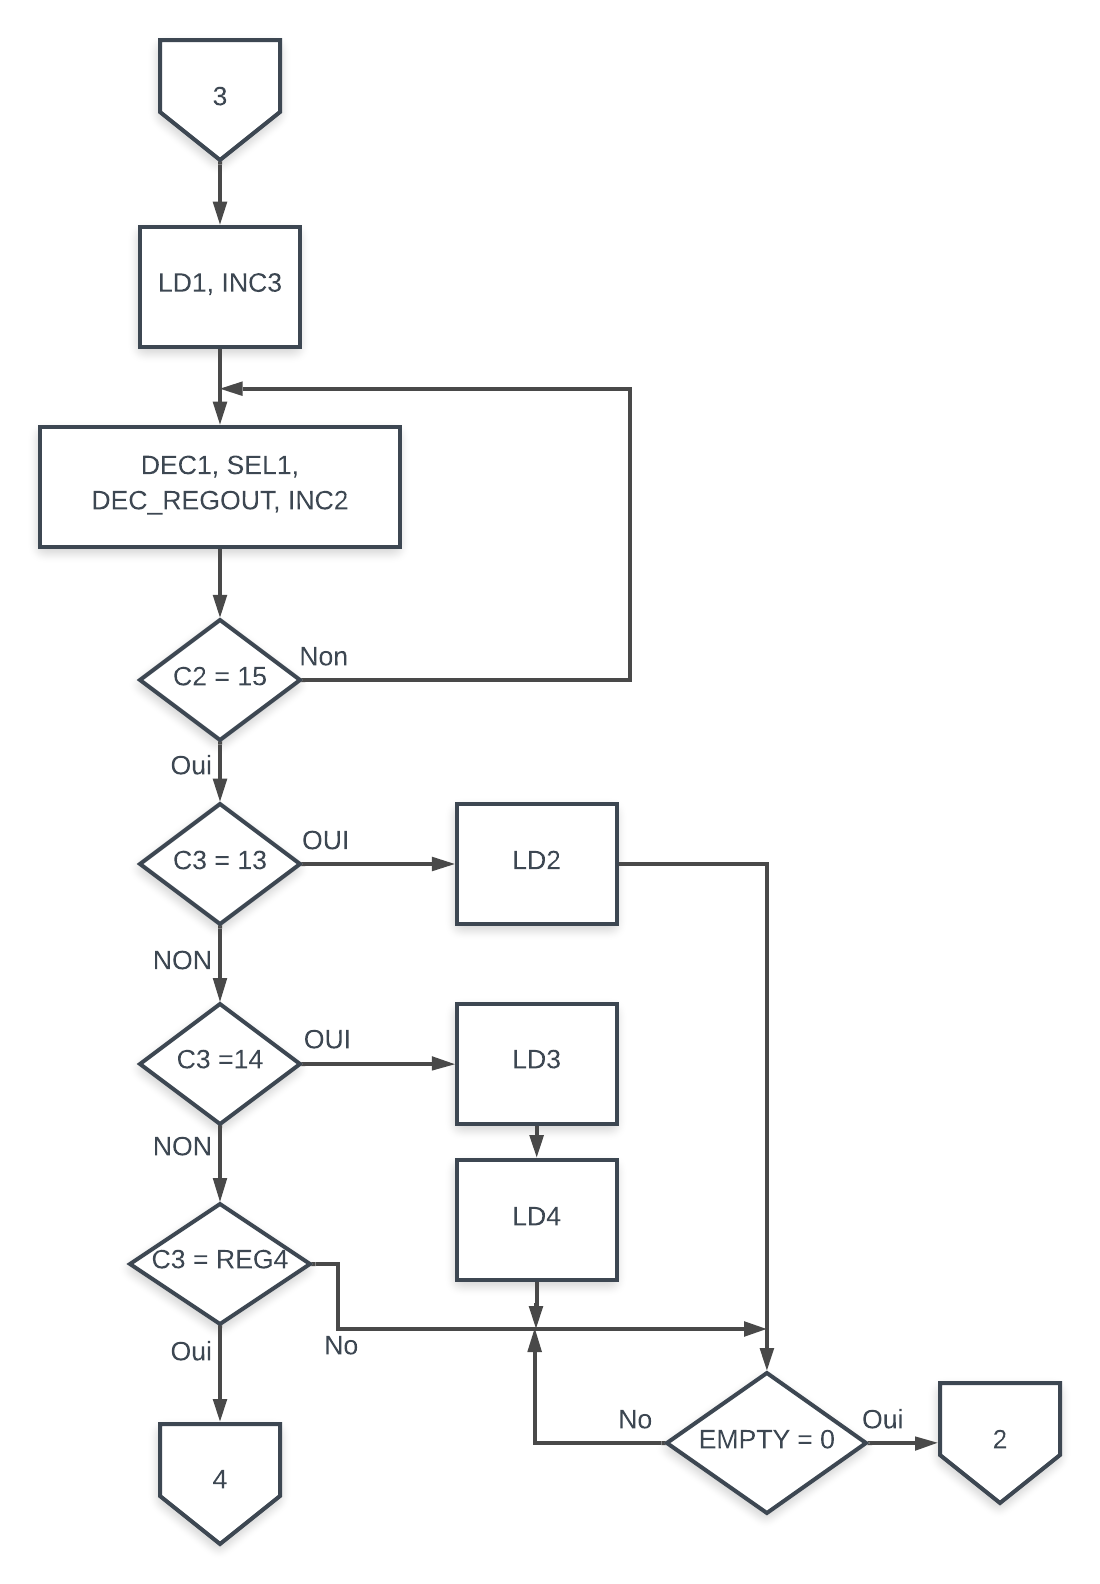 3
LD1, INC3
DEC1, SEL1,
DEC_REGOUT, INC2
C2 = 15
Non
Oui
C3 = 13
OUI
LD2
NON
C3 =14
OUI
LD3
NON
LD4
C3 = REG4
No
Oui
EMPTY = 0
No
Oui
2
4